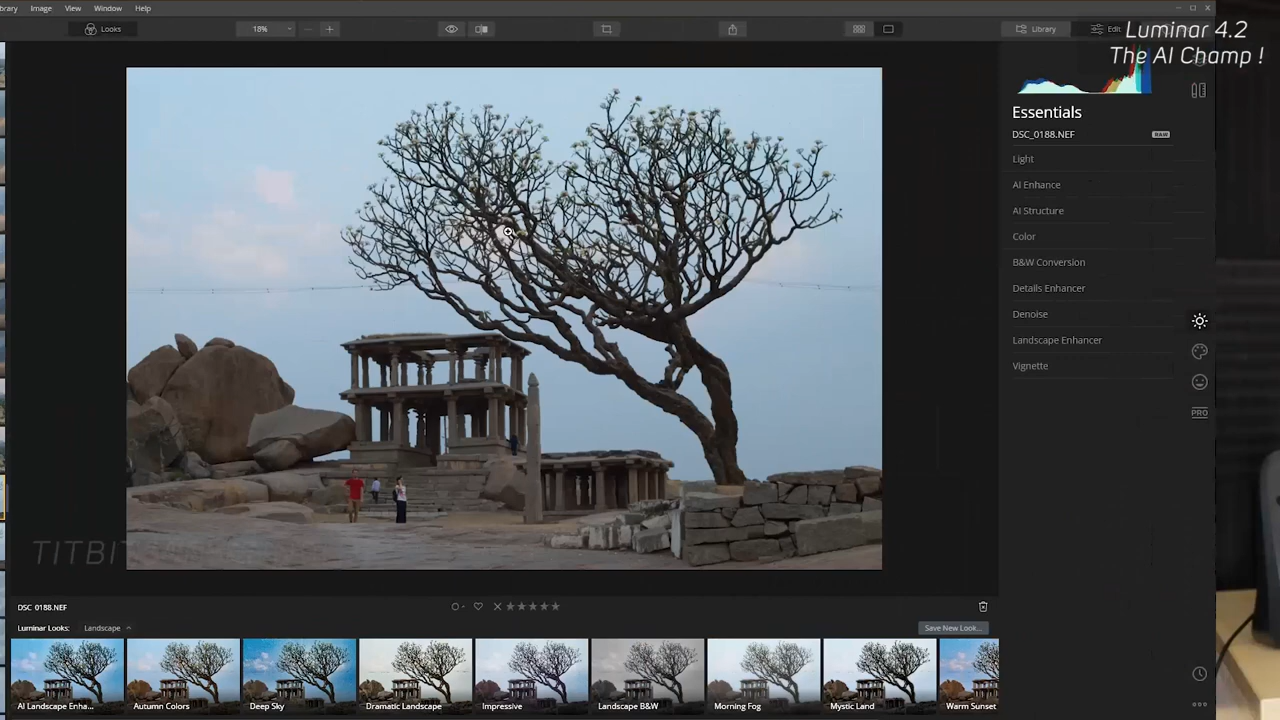 Image View Window Help
Luminar 4.2
The AI Champ !
Looks 18% Library Edit
Essentials
DSC_0188.NEF RAW
Light
AI Enhance
AI Structure
Color
B&W Conversion
Details Enhancer
Denoise
Landscape Enhancer
Vignette
PRO
DSC_0188.NEF
Luminar Looks: Landscape Save New Look...
AI Landscape Enha... Autumn Colors Deep Sky Dramatic Landscape Impressive Landscape B&W Morning Fog Mystic Land Warm Sunset